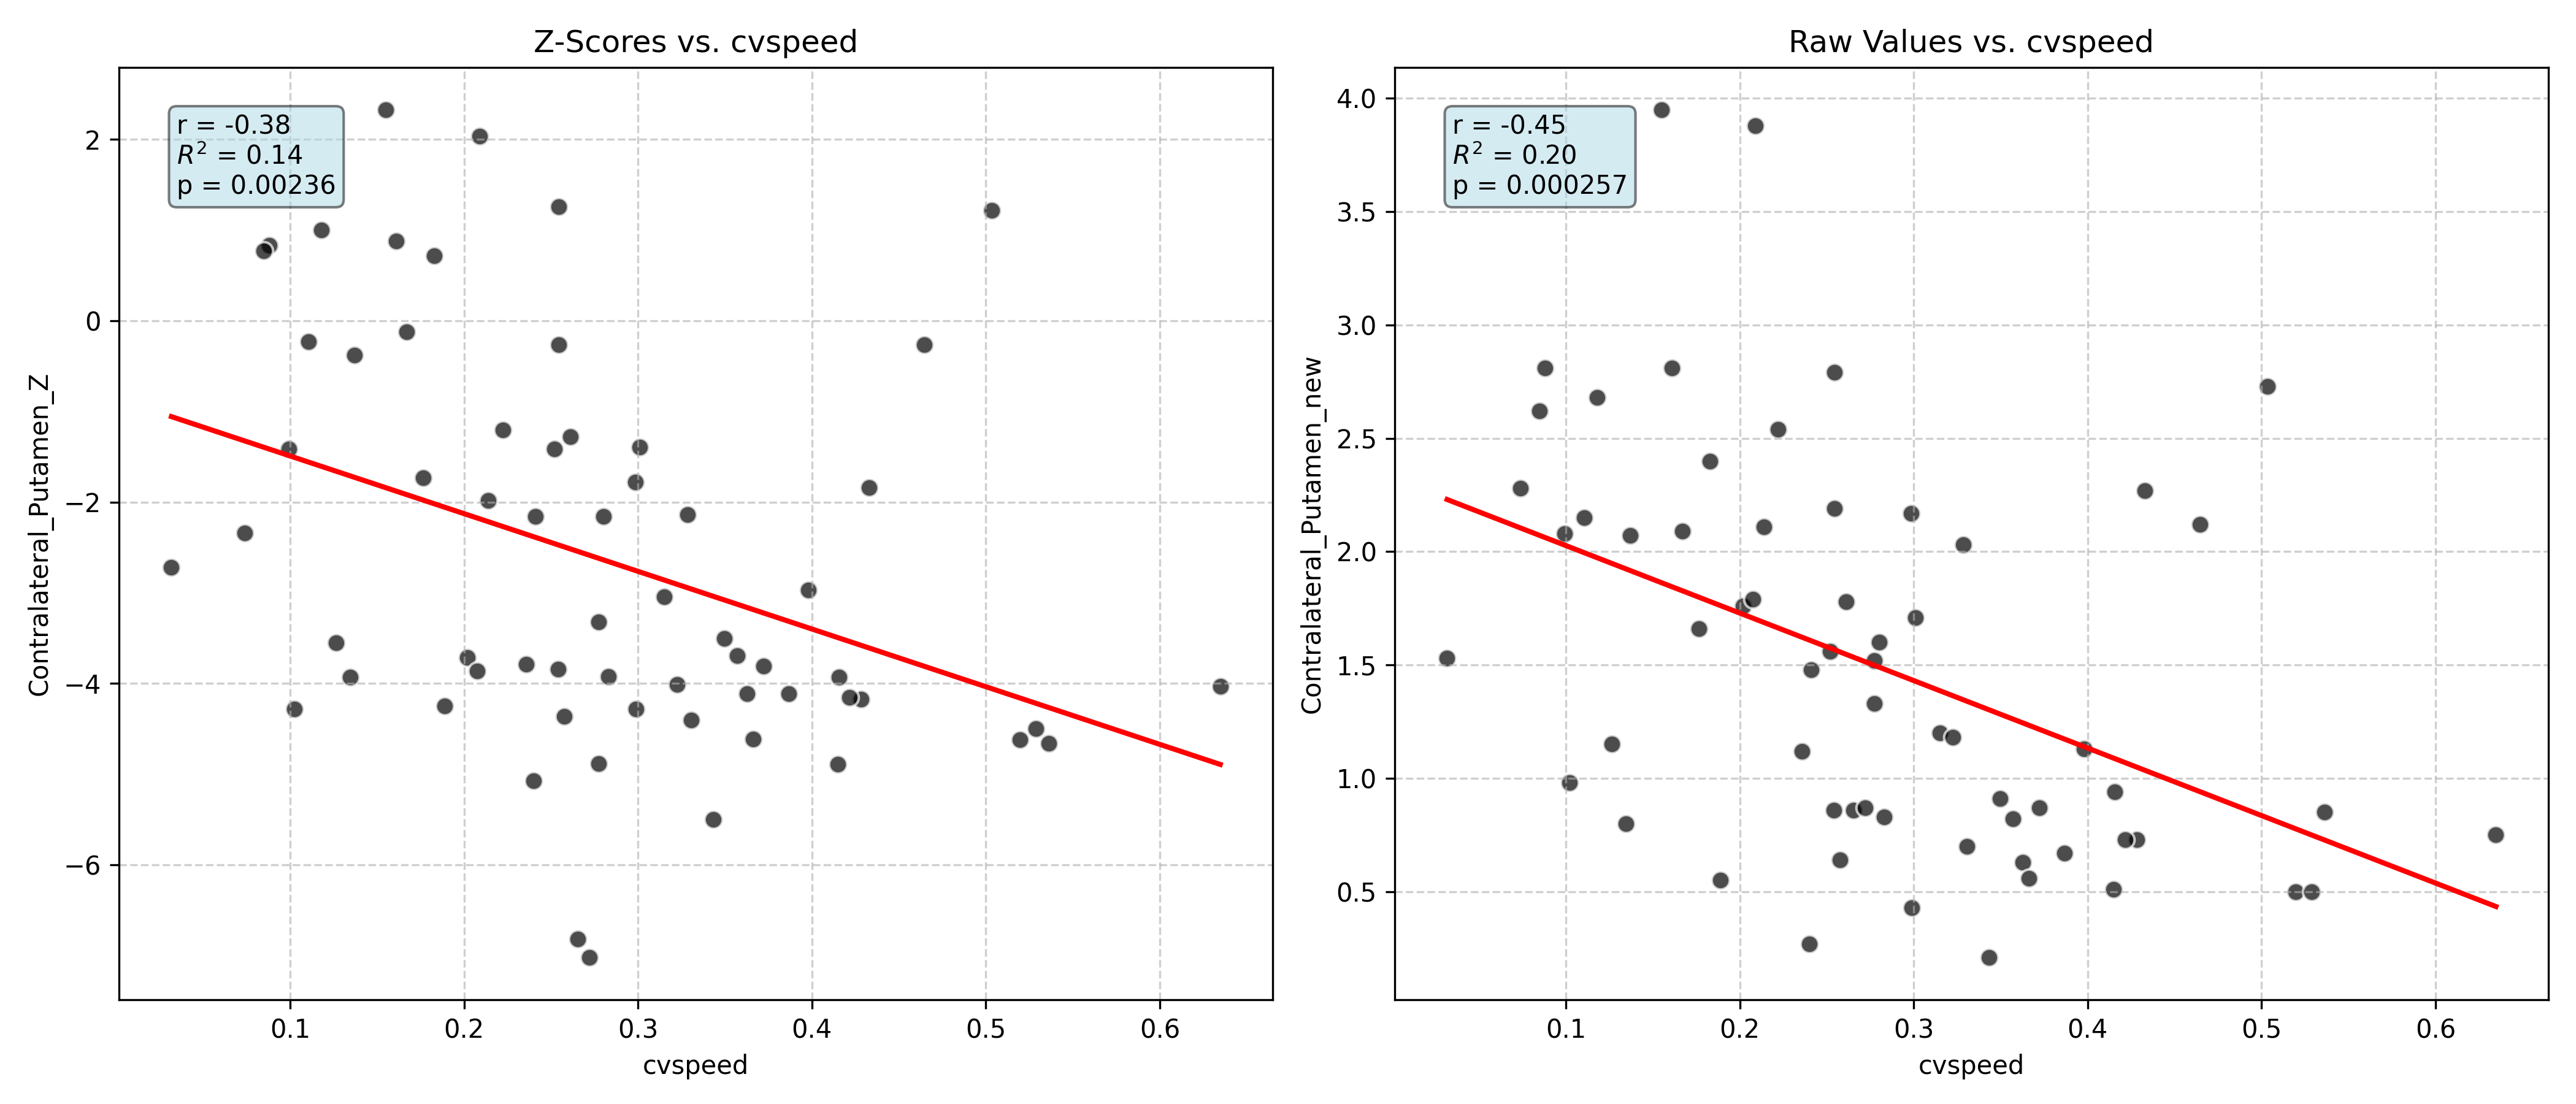 Z-Scores vs. cvspeed
r = -0.38
R² = 0.14
p = 0.00236
Contralateral_Putamen_Z
2
0
−2
−4
−6
0.1 0.2 0.3 0.4 0.5 0.6
cvspeed
Raw Values vs. cvspeed
r = -0.45
R² = 0.20
p = 0.000257
Contralateral_Putamen_new
4.0
3.5
3.0
2.5
2.0
1.5
1.0
0.5
0.1 0.2 0.3 0.4 0.5 0.6
cvspeed